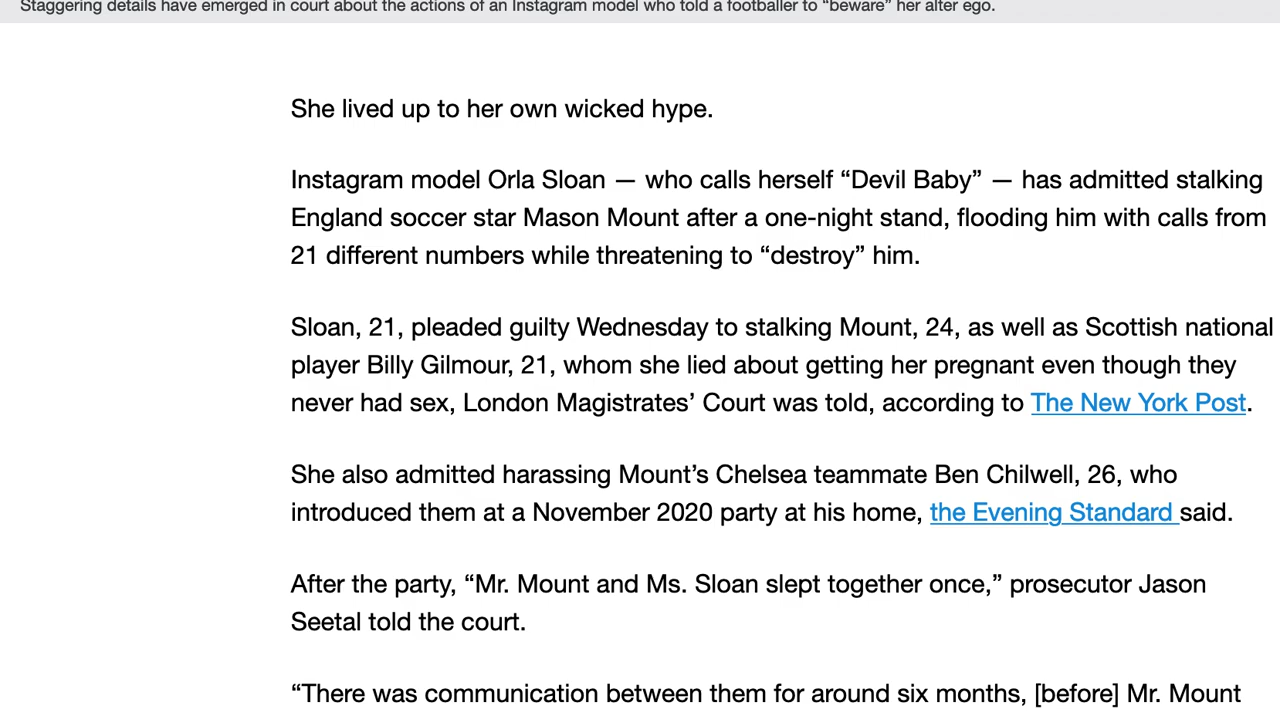 Staggering details have emerged in court about the actions of an Instagram model who told a footballer to “beware” her alter ego.
She lived up to her own wicked hype.
Instagram model Orla Sloan — who calls herself “Devil Baby” — has admitted stalking
England soccer star Mason Mount after a one-night stand, flooding him with calls from
21 different numbers while threatening to “destroy” him.
Sloan, 21, pleaded guilty Wednesday to stalking Mount, 24, as well as Scottish national
player Billy Gilmour, 21, whom she lied about getting her pregnant even though they
never had sex, London Magistrates’ Court was told, according to The New York Post.
She also admitted harassing Mount’s Chelsea teammate Ben Chilwell, 26, who
introduced them at a November 2020 party at his home, the Evening Standard said.
After the party, “Mr. Mount and Ms. Sloan slept together once,” prosecutor Jason
Seetal told the court.
“There was communication between them for around six months, [before] Mr. Mount